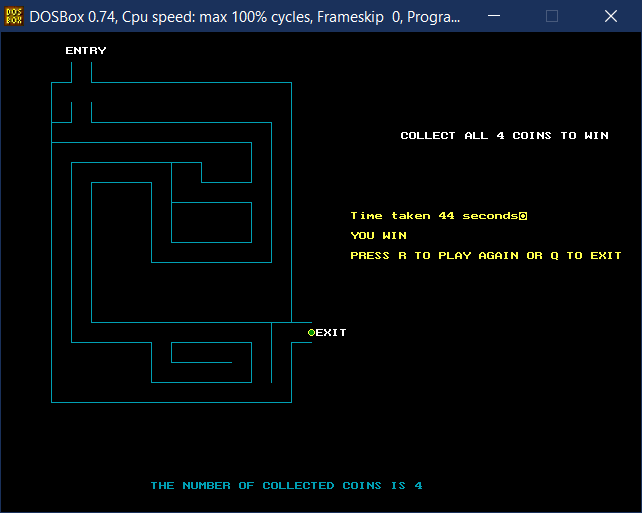 DOSBox 0.74, Cpu speed: max 100% cycles, Frameskip  0, Progra...
ENTRY
COLLECT ALL 4 COINS TO WIN
Time taken 44 seconds◘
YOU WIN
PRESS R TO PLAY AGAIN OR Q TO EXIT
EXIT
THE NUMBER OF COLLECTED COINS IS 4